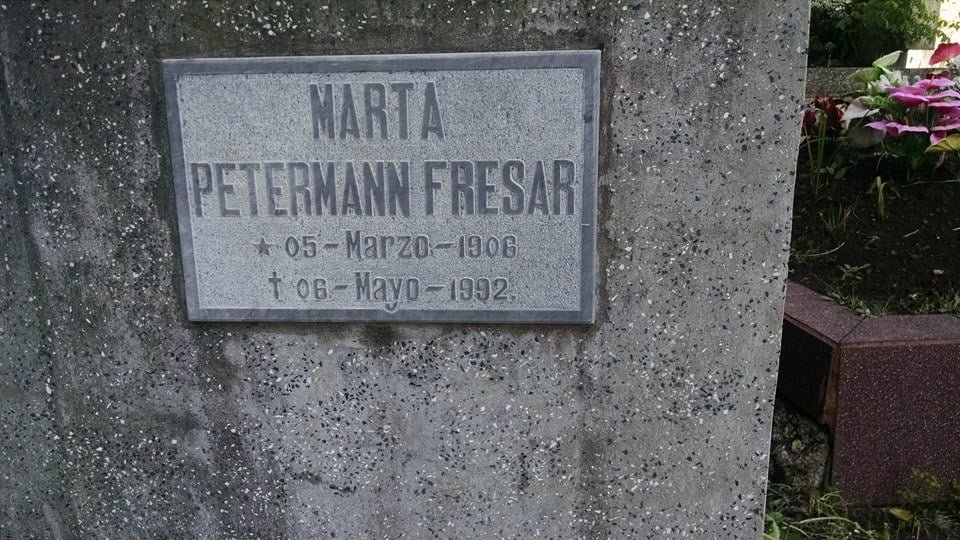 MARTA
PETERMANN FRESAR
★ 05-Marzo-1906
✝ 06-Mayo-1992.